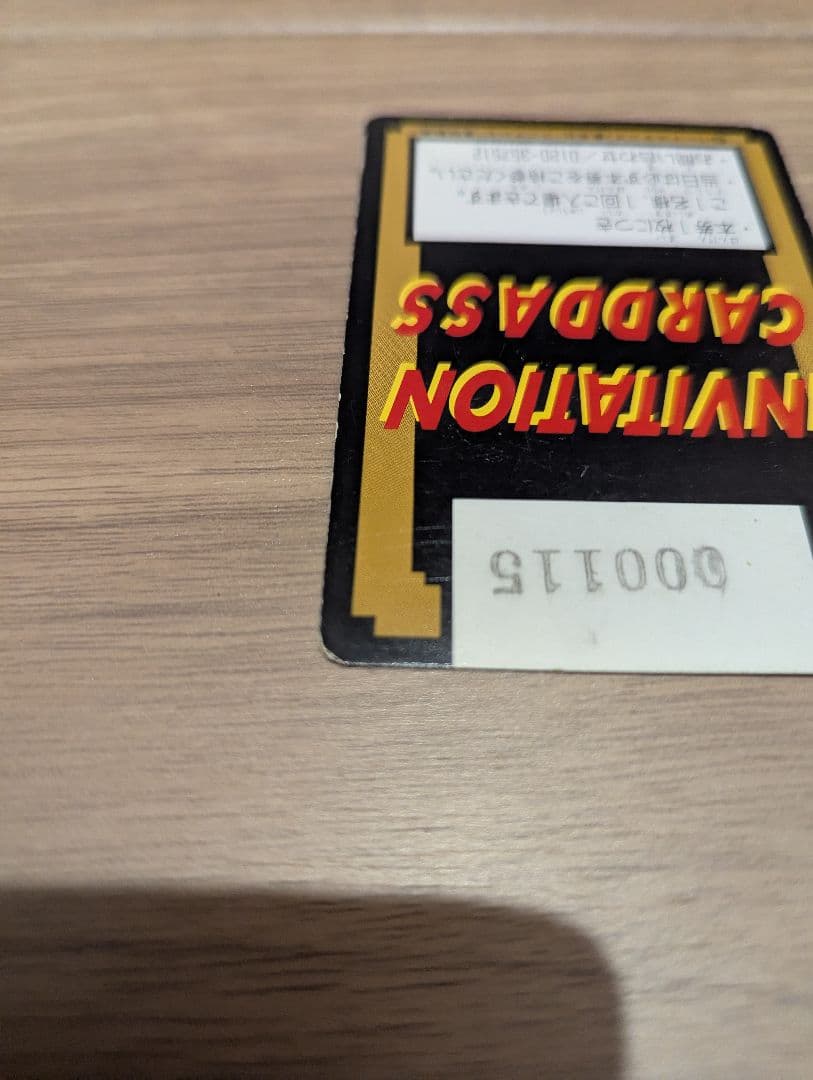 000115
INVITATION
CARDDASS
・本券1枚につき
ご1名様、1回ご入場できます。
・当日は必ず本券をご持参ください。
・お問い合わせ/0120-